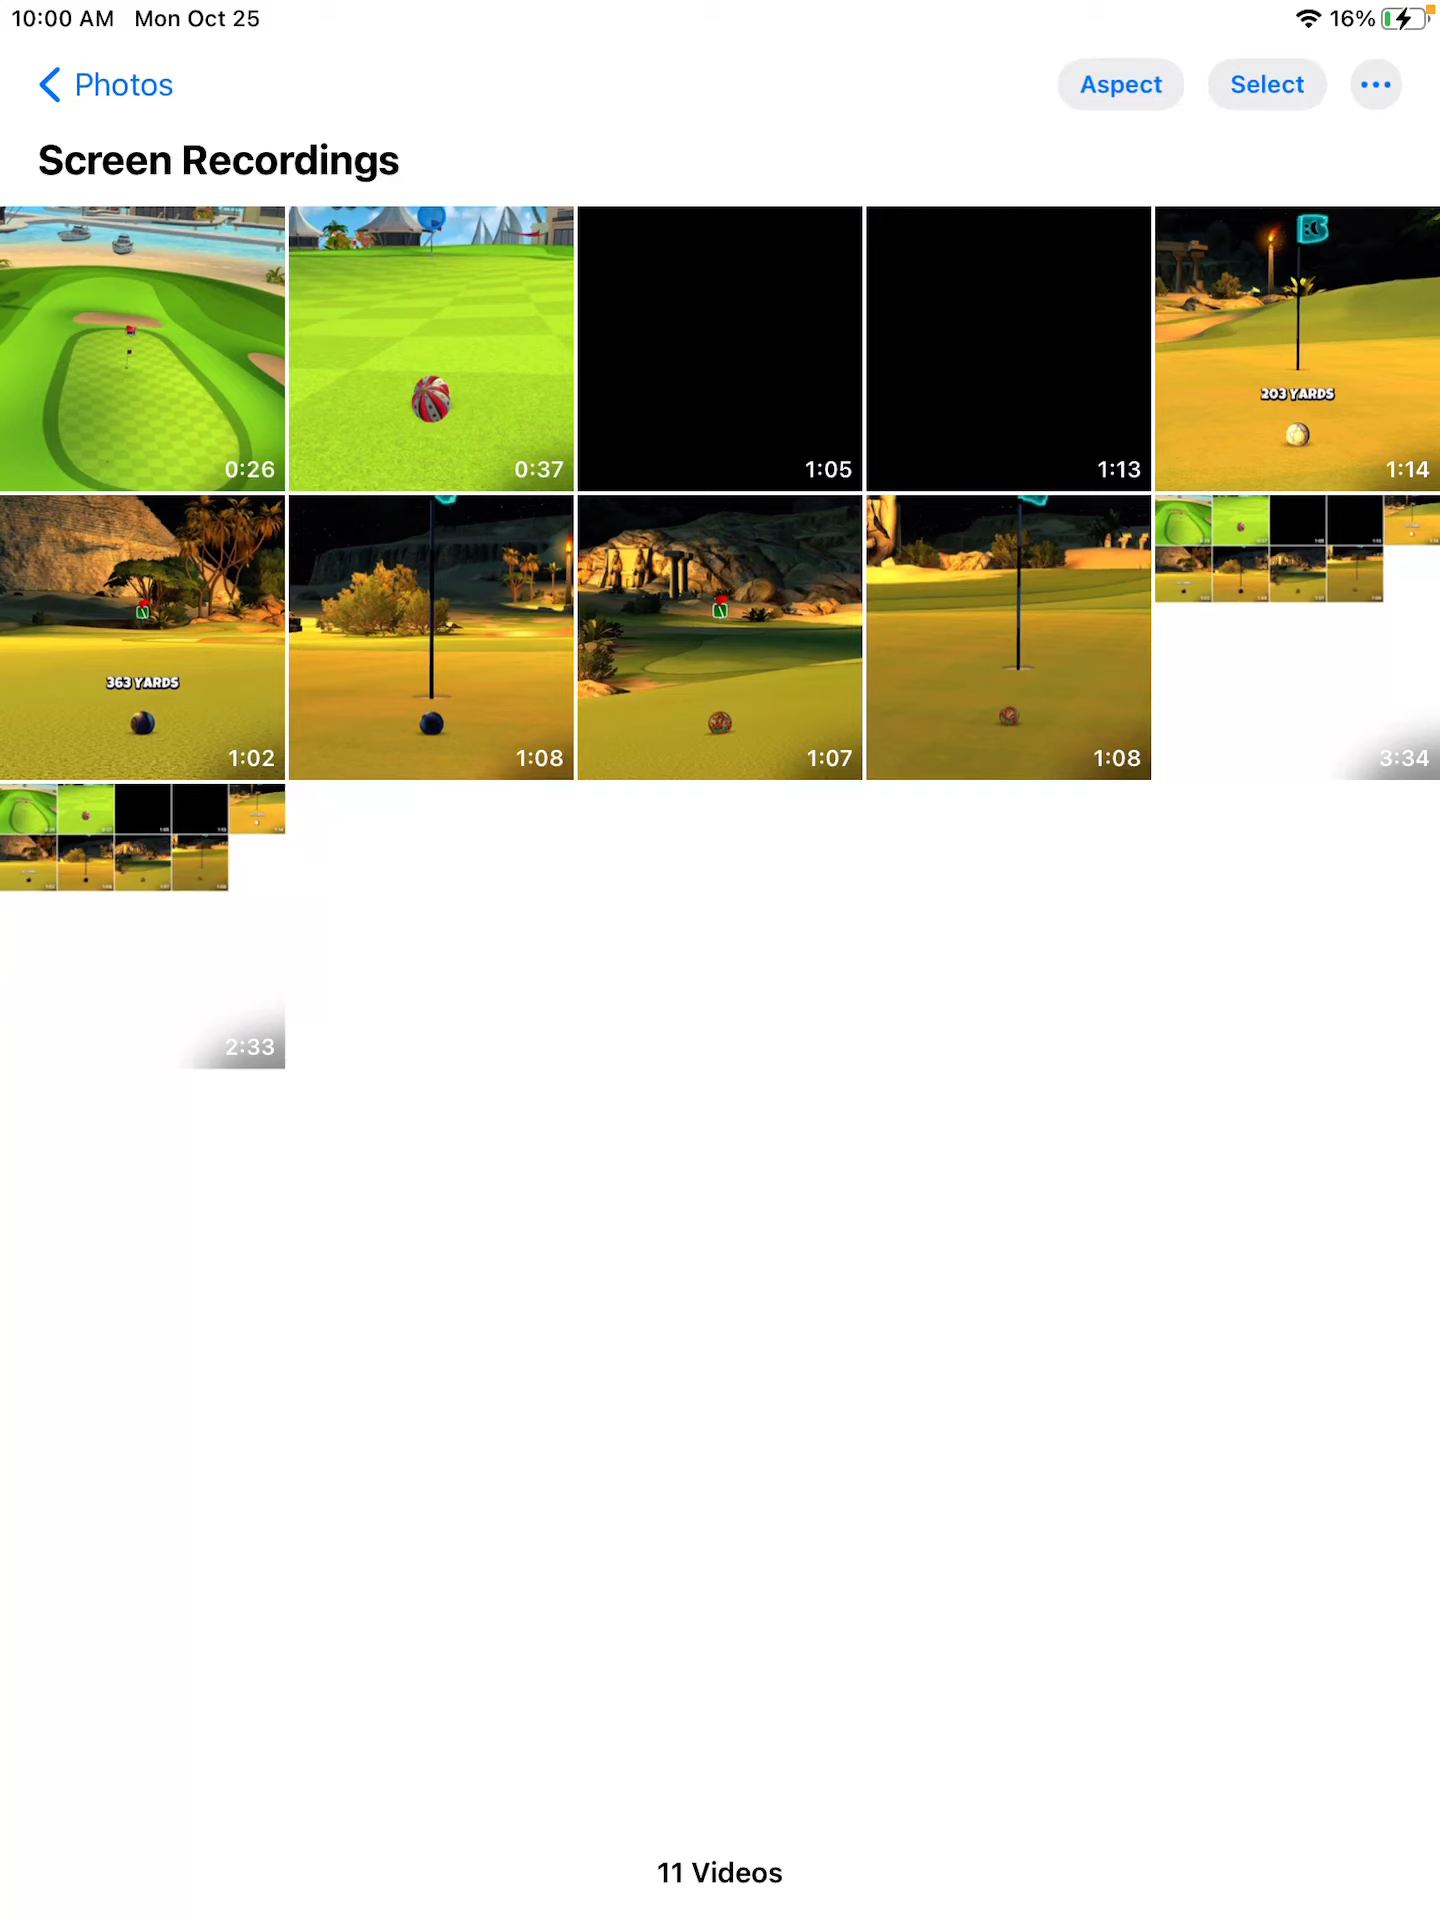 10:00 AM Mon Oct 25 16%
Photos Aspect Select
Screen Recordings
203 YARDS
0:26 0:37 1:05 1:13 1:14
363 YARDS
1:02 1:08 1:07 1:08 3:34
2:33
11 Videos